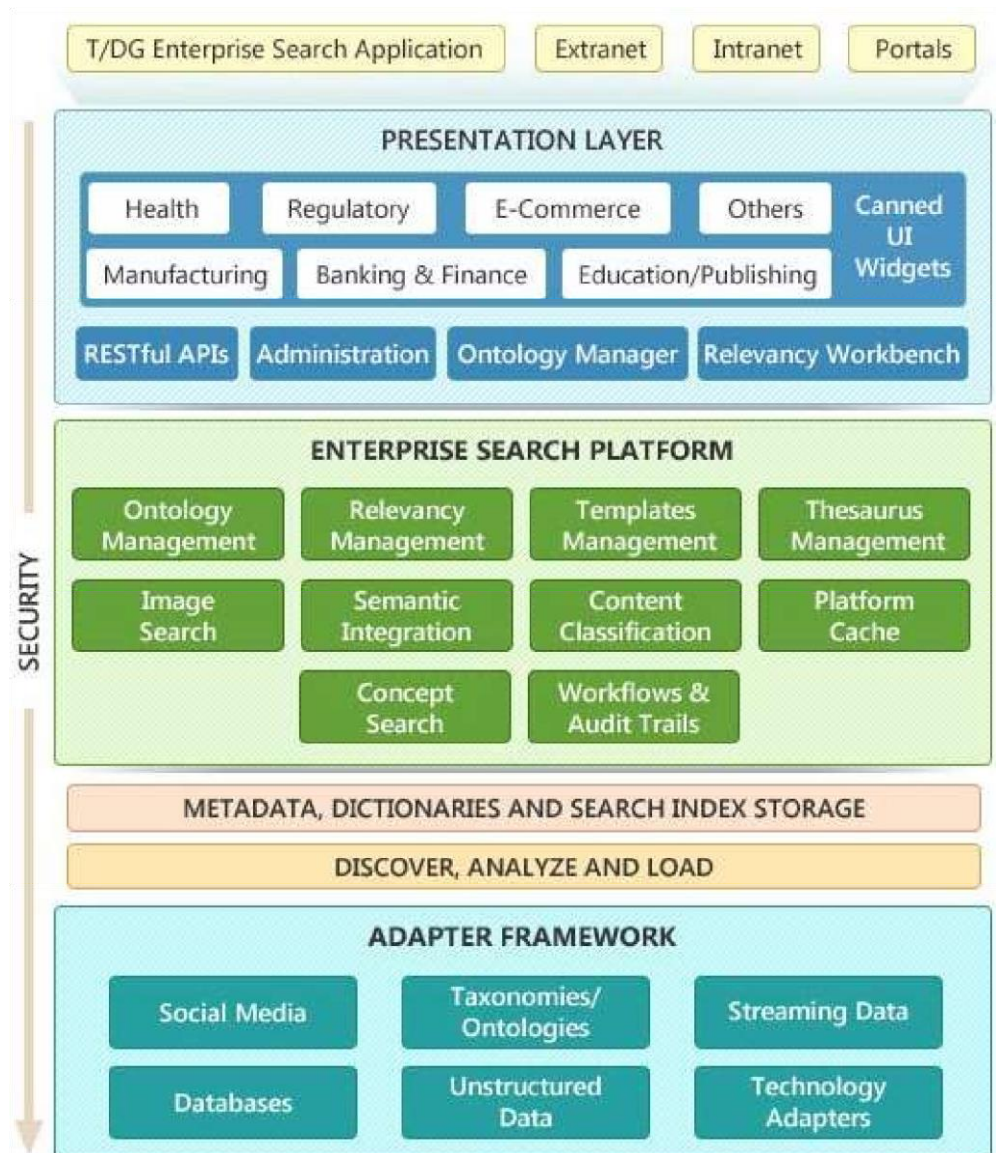 T/DG Enterprise Search Application
Extranet
Intranet
Portals
PRESENTATION LAYER
Health
Regulatory
E-Commerce
Others
Canned
UI
Widgets
Manufacturing
Banking & Finance
Education/Publishing
RESTful APIs
Administration
Ontology Manager
Relevancy Workbench
SECURITY
ENTERPRISE SEARCH PLATFORM
Ontology
Management
Relevancy
Management
Templates
Management
Thesaurus
Management
Image
Search
Semantic
Integration
Content
Classification
Platform
Cache
Concept
Search
Workflows &
Audit Trails
METADATA, DICTIONARIES AND SEARCH INDEX STORAGE
DISCOVER, ANALYZE AND LOAD
ADAPTER FRAMEWORK
Social Media
Taxonomies/
Ontologies
Streaming Data
Databases
Unstructured
Data
Technology
Adapters